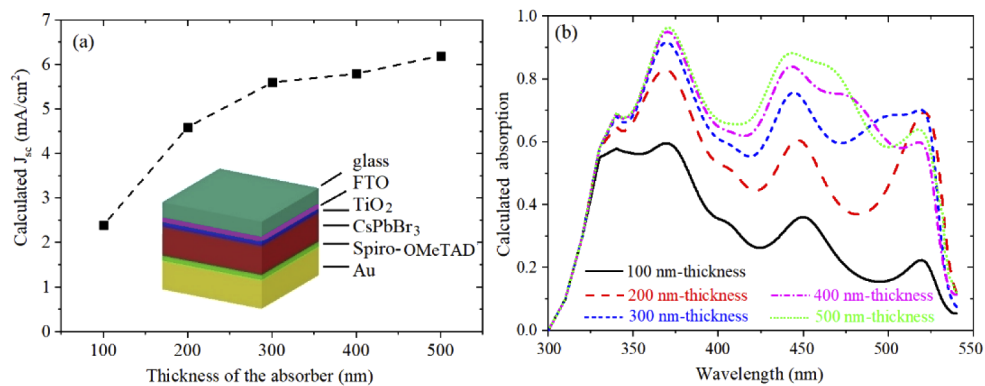 (a)
7
6
5
4
3
2
1
0
Calculated Jsc (mA/cm²)
100 200 300 400 500
Thickness of the absorber (nm)
glass
FTO
TiO₂
CsPbBr₃
Spiro-OMeTAD
Au
(b)
1.0
0.8
0.6
0.4
0.2
0.0
Calculated absorption
300 350 400 450 500 550
Wavelength (nm)
100 nm-thickness
200 nm-thickness
400 nm-thickness
300 nm-thickness
500 nm-thickness